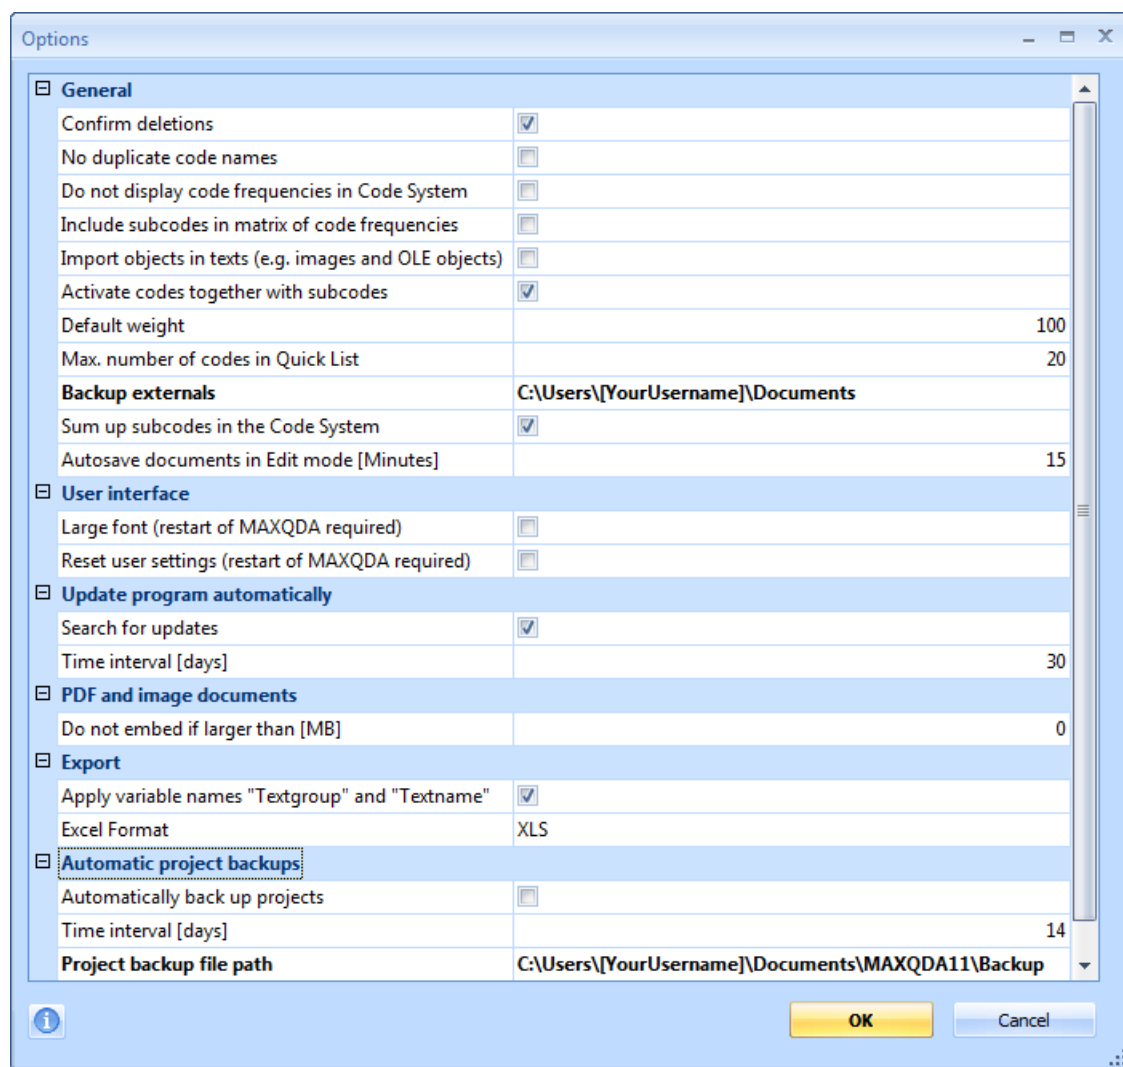 Options
General
Confirm deletions
No duplicate code names
Do not display code frequencies in Code System
Include subcodes in matrix of code frequencies
Import objects in texts (e.g. images and OLE objects)
Activate codes together with subcodes
Default weight 100
Max. number of codes in Quick List 20
Backup externals C:\Users\[YourUsername]\Documents
Sum up subcodes in the Code System
Autosave documents in Edit mode [Minutes] 15
User interface
Large font (restart of MAXQDA required)
Reset user settings (restart of MAXQDA required)
Update program automatically
Search for updates
Time interval [days] 30
PDF and image documents
Do not embed if larger than [MB] 0
Export
Apply variable names "Textgroup" and "Textname"
Excel Format XLS
Automatic project backups
Automatically back up projects
Time interval [days] 14
Project backup file path C:\Users\[YourUsername]\Documents\MAXQDA11\Backup
OK Cancel